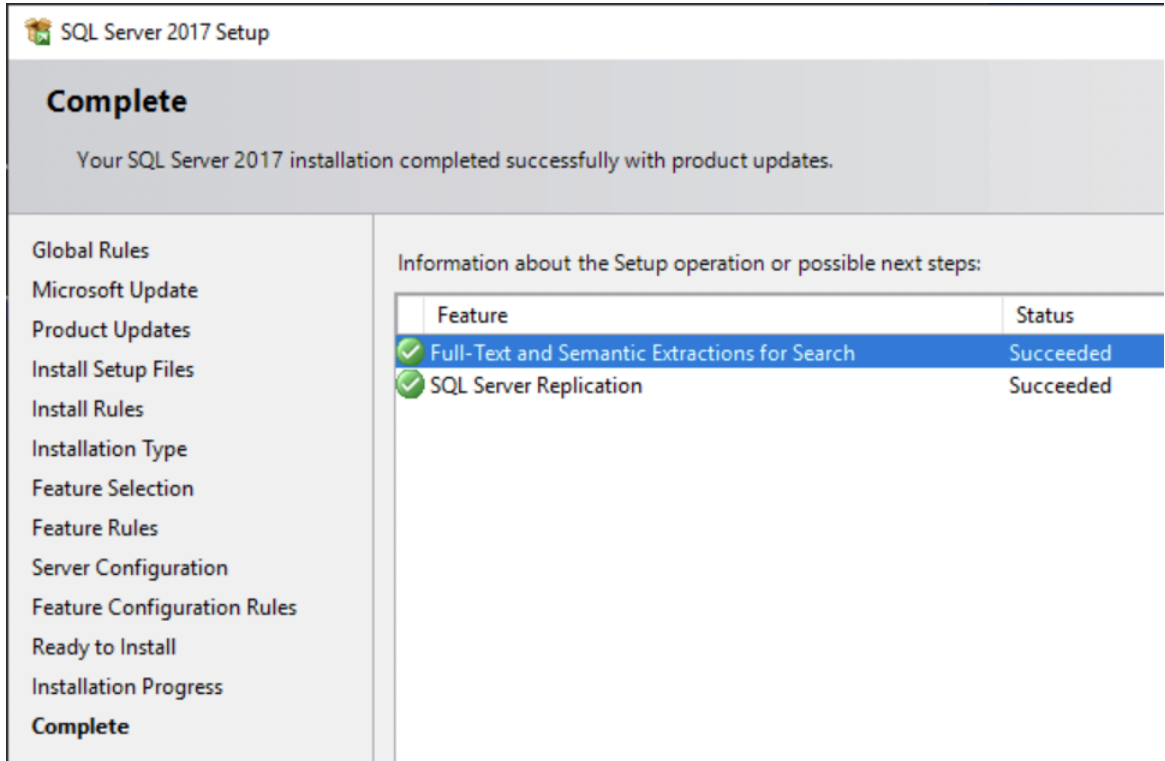 SQL Server 2017 Setup
Complete
Your SQL Server 2017 installation completed successfully with product updates.
Global Rules
Microsoft Update
Product Updates
Install Setup Files
Install Rules
Installation Type
Feature Selection
Feature Rules
Server Configuration
Feature Configuration Rules
Ready to Install
Installation Progress
Complete
Information about the Setup operation or possible next steps:
Feature Status
Full-Text and Semantic Extractions for Search Succeeded
SQL Server Replication Succeeded